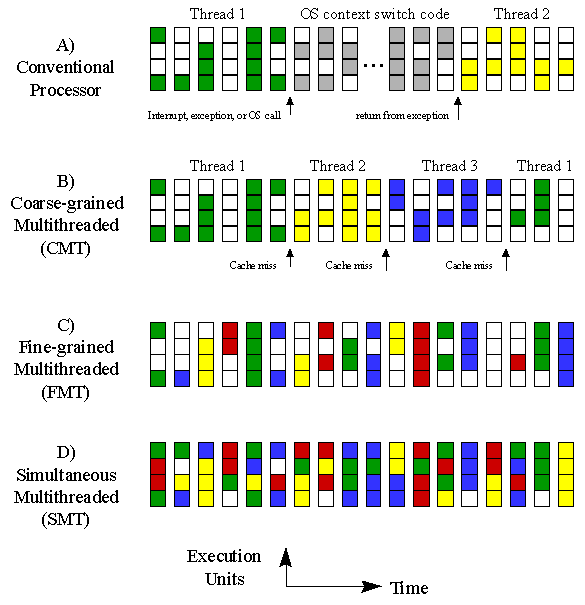 Thread 1 OS context switch code Thread 2
A)
Conventional
Processor
...
Interrupt, exception, or OS call return from exception
Thread 1 Thread 2 Thread 3 Thread 1
B)
Coarse-grained
Multithreaded
(CMT)
Cache miss Cache miss Cache miss
C)
Fine-grained
Multithreaded
(FMT)
D)
Simultaneous
Multithreaded
(SMT)
Execution
Units
Time